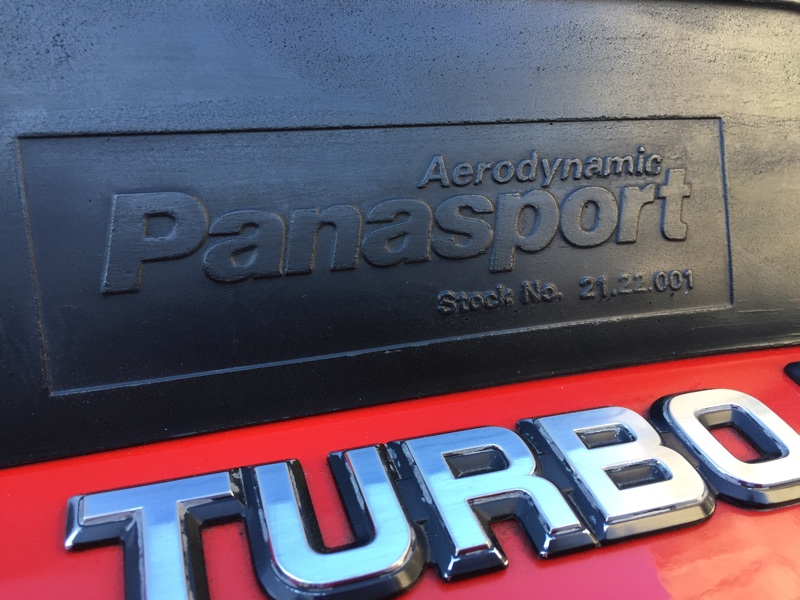 Aerodynamic
Panasport
Stock No. 21.22.001
TURBO